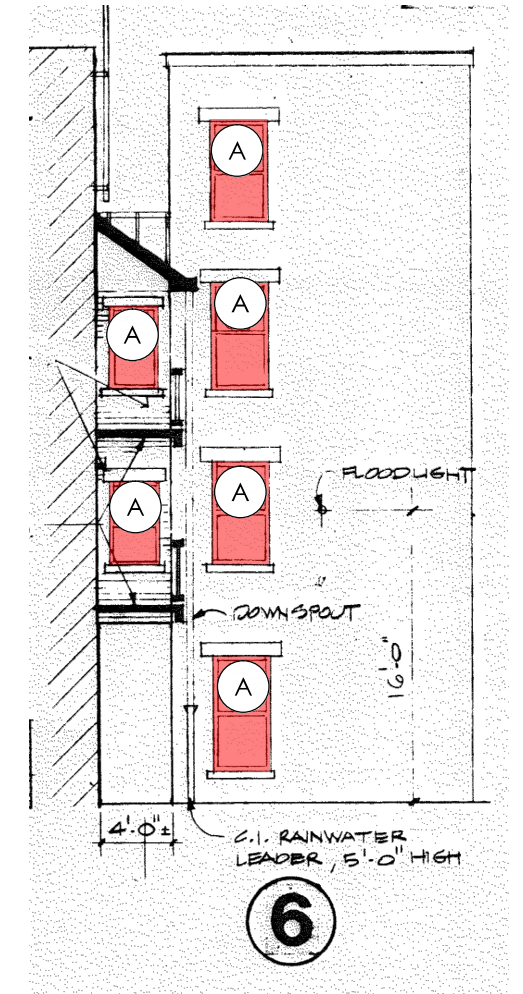 A
A
A
A
FLOODLIGHT
A
A
DOWNSPOUT
16'-0"
A
4'-0"±
C.I. RAINWATER
LEADER, 5'-0" HIGH
6